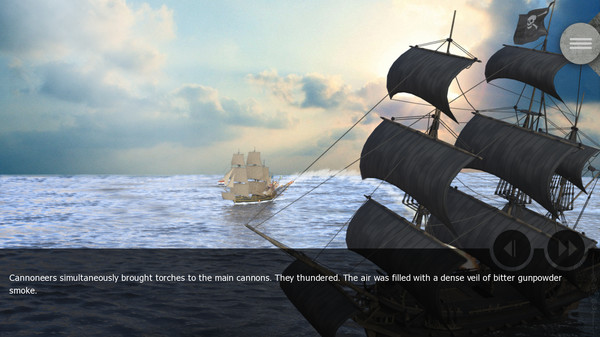 Cannoneers simultaneously brought torches to the main cannons. They thundered. The air was filled with a dense veil of bitter gunpowder
smoke.